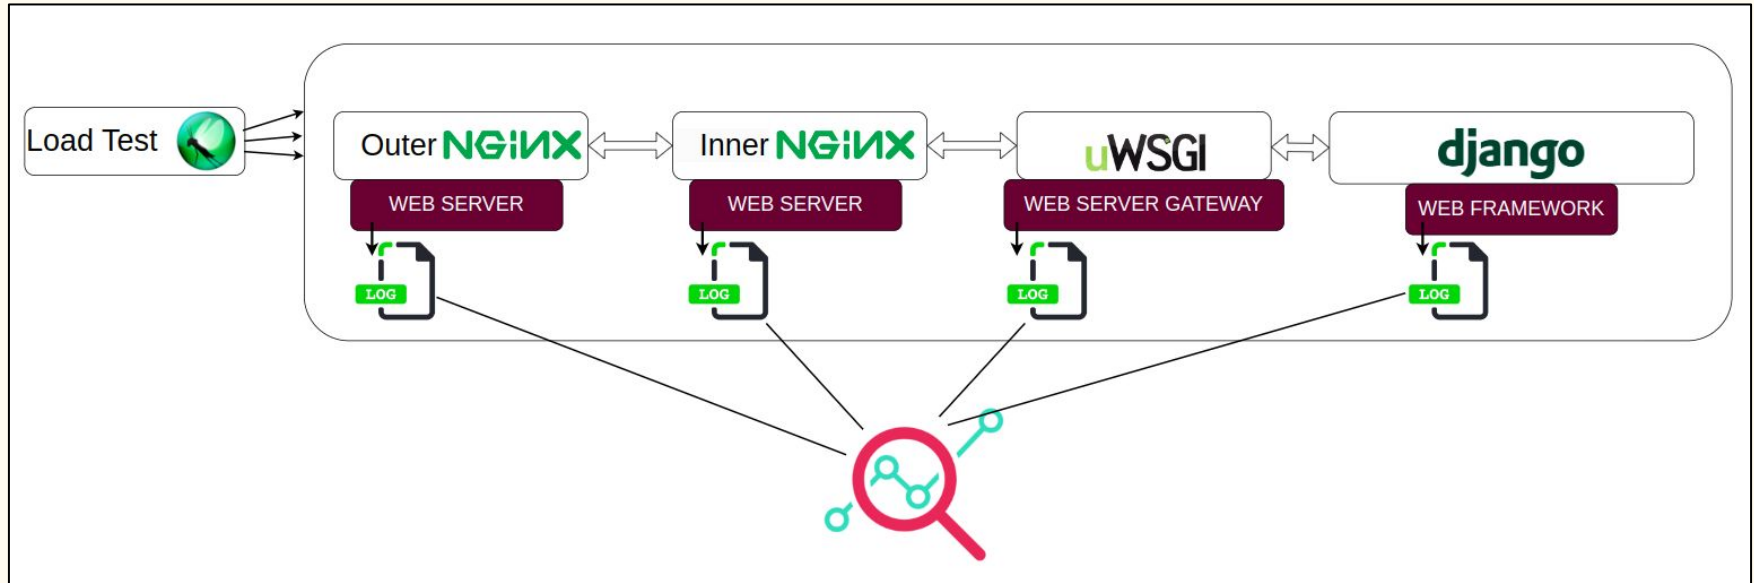 Load Test
Outer NGINX
Inner NGINX
uWSGI
django
WEB SERVER
WEB SERVER
WEB SERVER GATEWAY
WEB FRAMEWORK
LOG
LOG
LOG
LOG